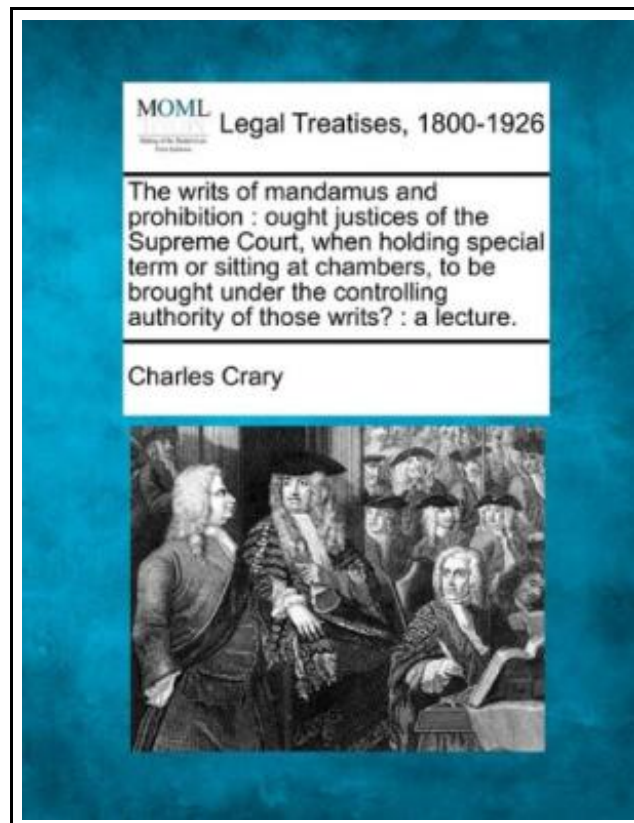 MOML
Legal Treatises, 1800-1926
The writs of mandamus and
prohibition : ought justices of the
Supreme Court, when holding special
term or sitting at chambers, to be
brought under the controlling
authority of those writs? : a lecture.
Charles Crary